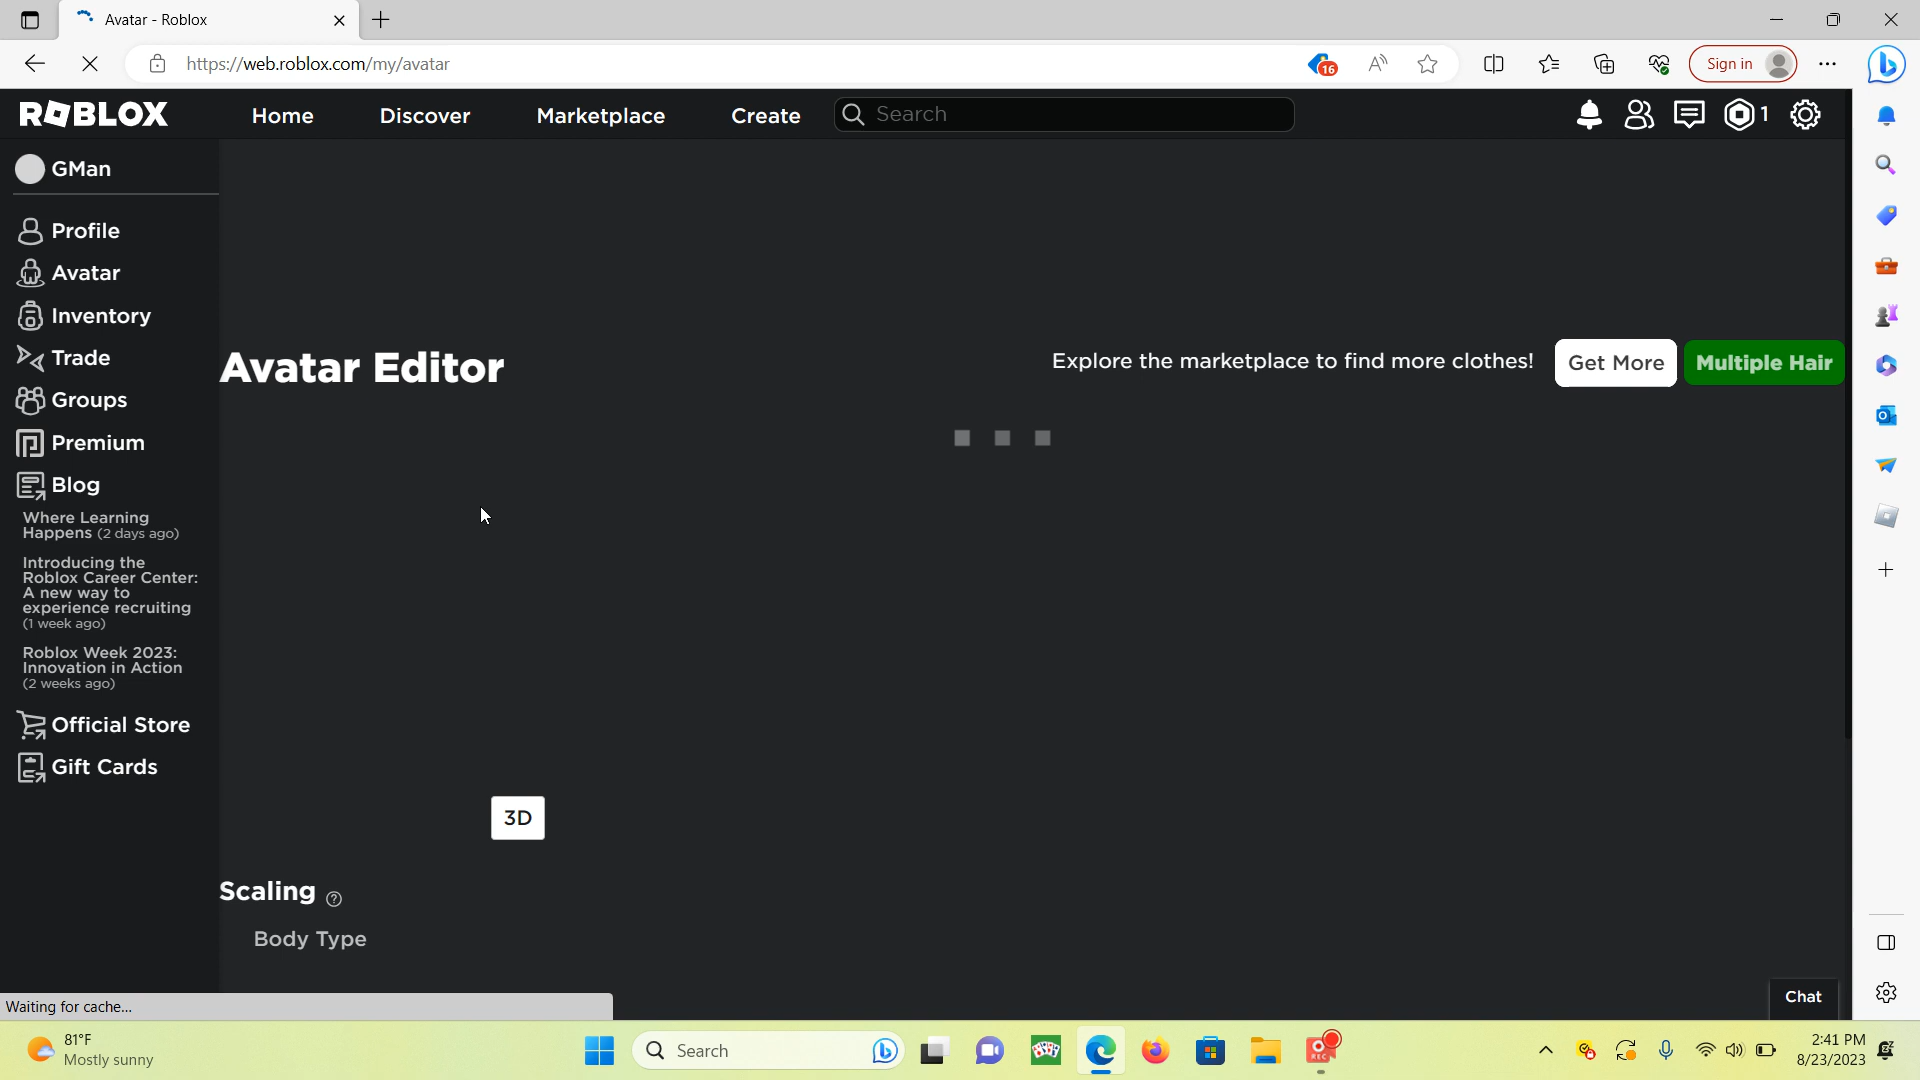 Avatar - Roblox
https://web.roblox.com/my/avatar
16
Sign in
ROBLOX
Home
Discover
Marketplace
Create
Search
1
GMan
Profile
Avatar
Inventory
Trade
Groups
Premium
Blog
Where Learning
Happens (2 days ago)
Introducing the
Roblox Career Center:
A new way to
experience recruiting
(1 week ago)
Roblox Week 2023:
Innovation in Action
(2 weeks ago)
Official Store
Gift Cards
Avatar Editor
Explore the marketplace to find more clothes!
Get More
Multiple Hair
3D
Scaling
Body Type
Chat
Waiting for cache...
81°F
Mostly sunny
Search
REC
2:41 PM
8/23/2023